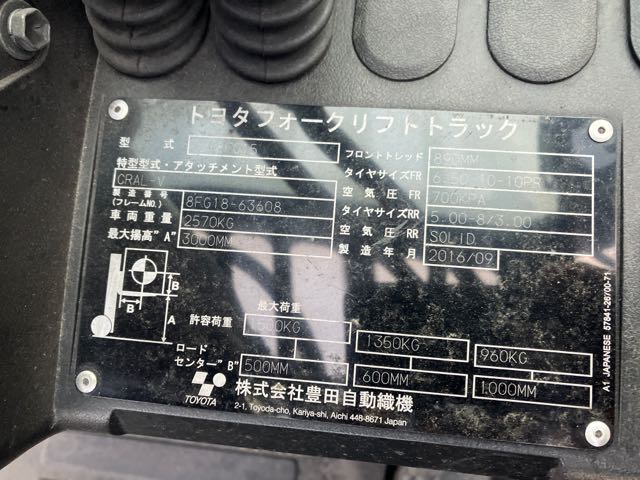 トヨタフォークリフトトラック
型式
フロントトレッド 890MM
特型型式・アタッチメント型式
タイヤサイズFR 6.50-10-10PR
CRAL-V
空気圧FR 700KPA
製造番号(フレームNO.) 8FG18-63608
タイヤサイズRR 5.00-8/3.00
車両重量 2570KG
空気圧RR SOLID
最大揚高"A" 3000MM
製造年月 2016/09
B
B A
最大荷重
許容荷重 1500KG 1350KG 960KG
ロードセンター"B" 500MM 600MM 1000MM
TOYOTA
株式会社豊田自動織機
2-1, Toyoda-cho, Kariya-shi, Aichi 448-8671 Japan
A1 JAPANESE 57841-26700-71